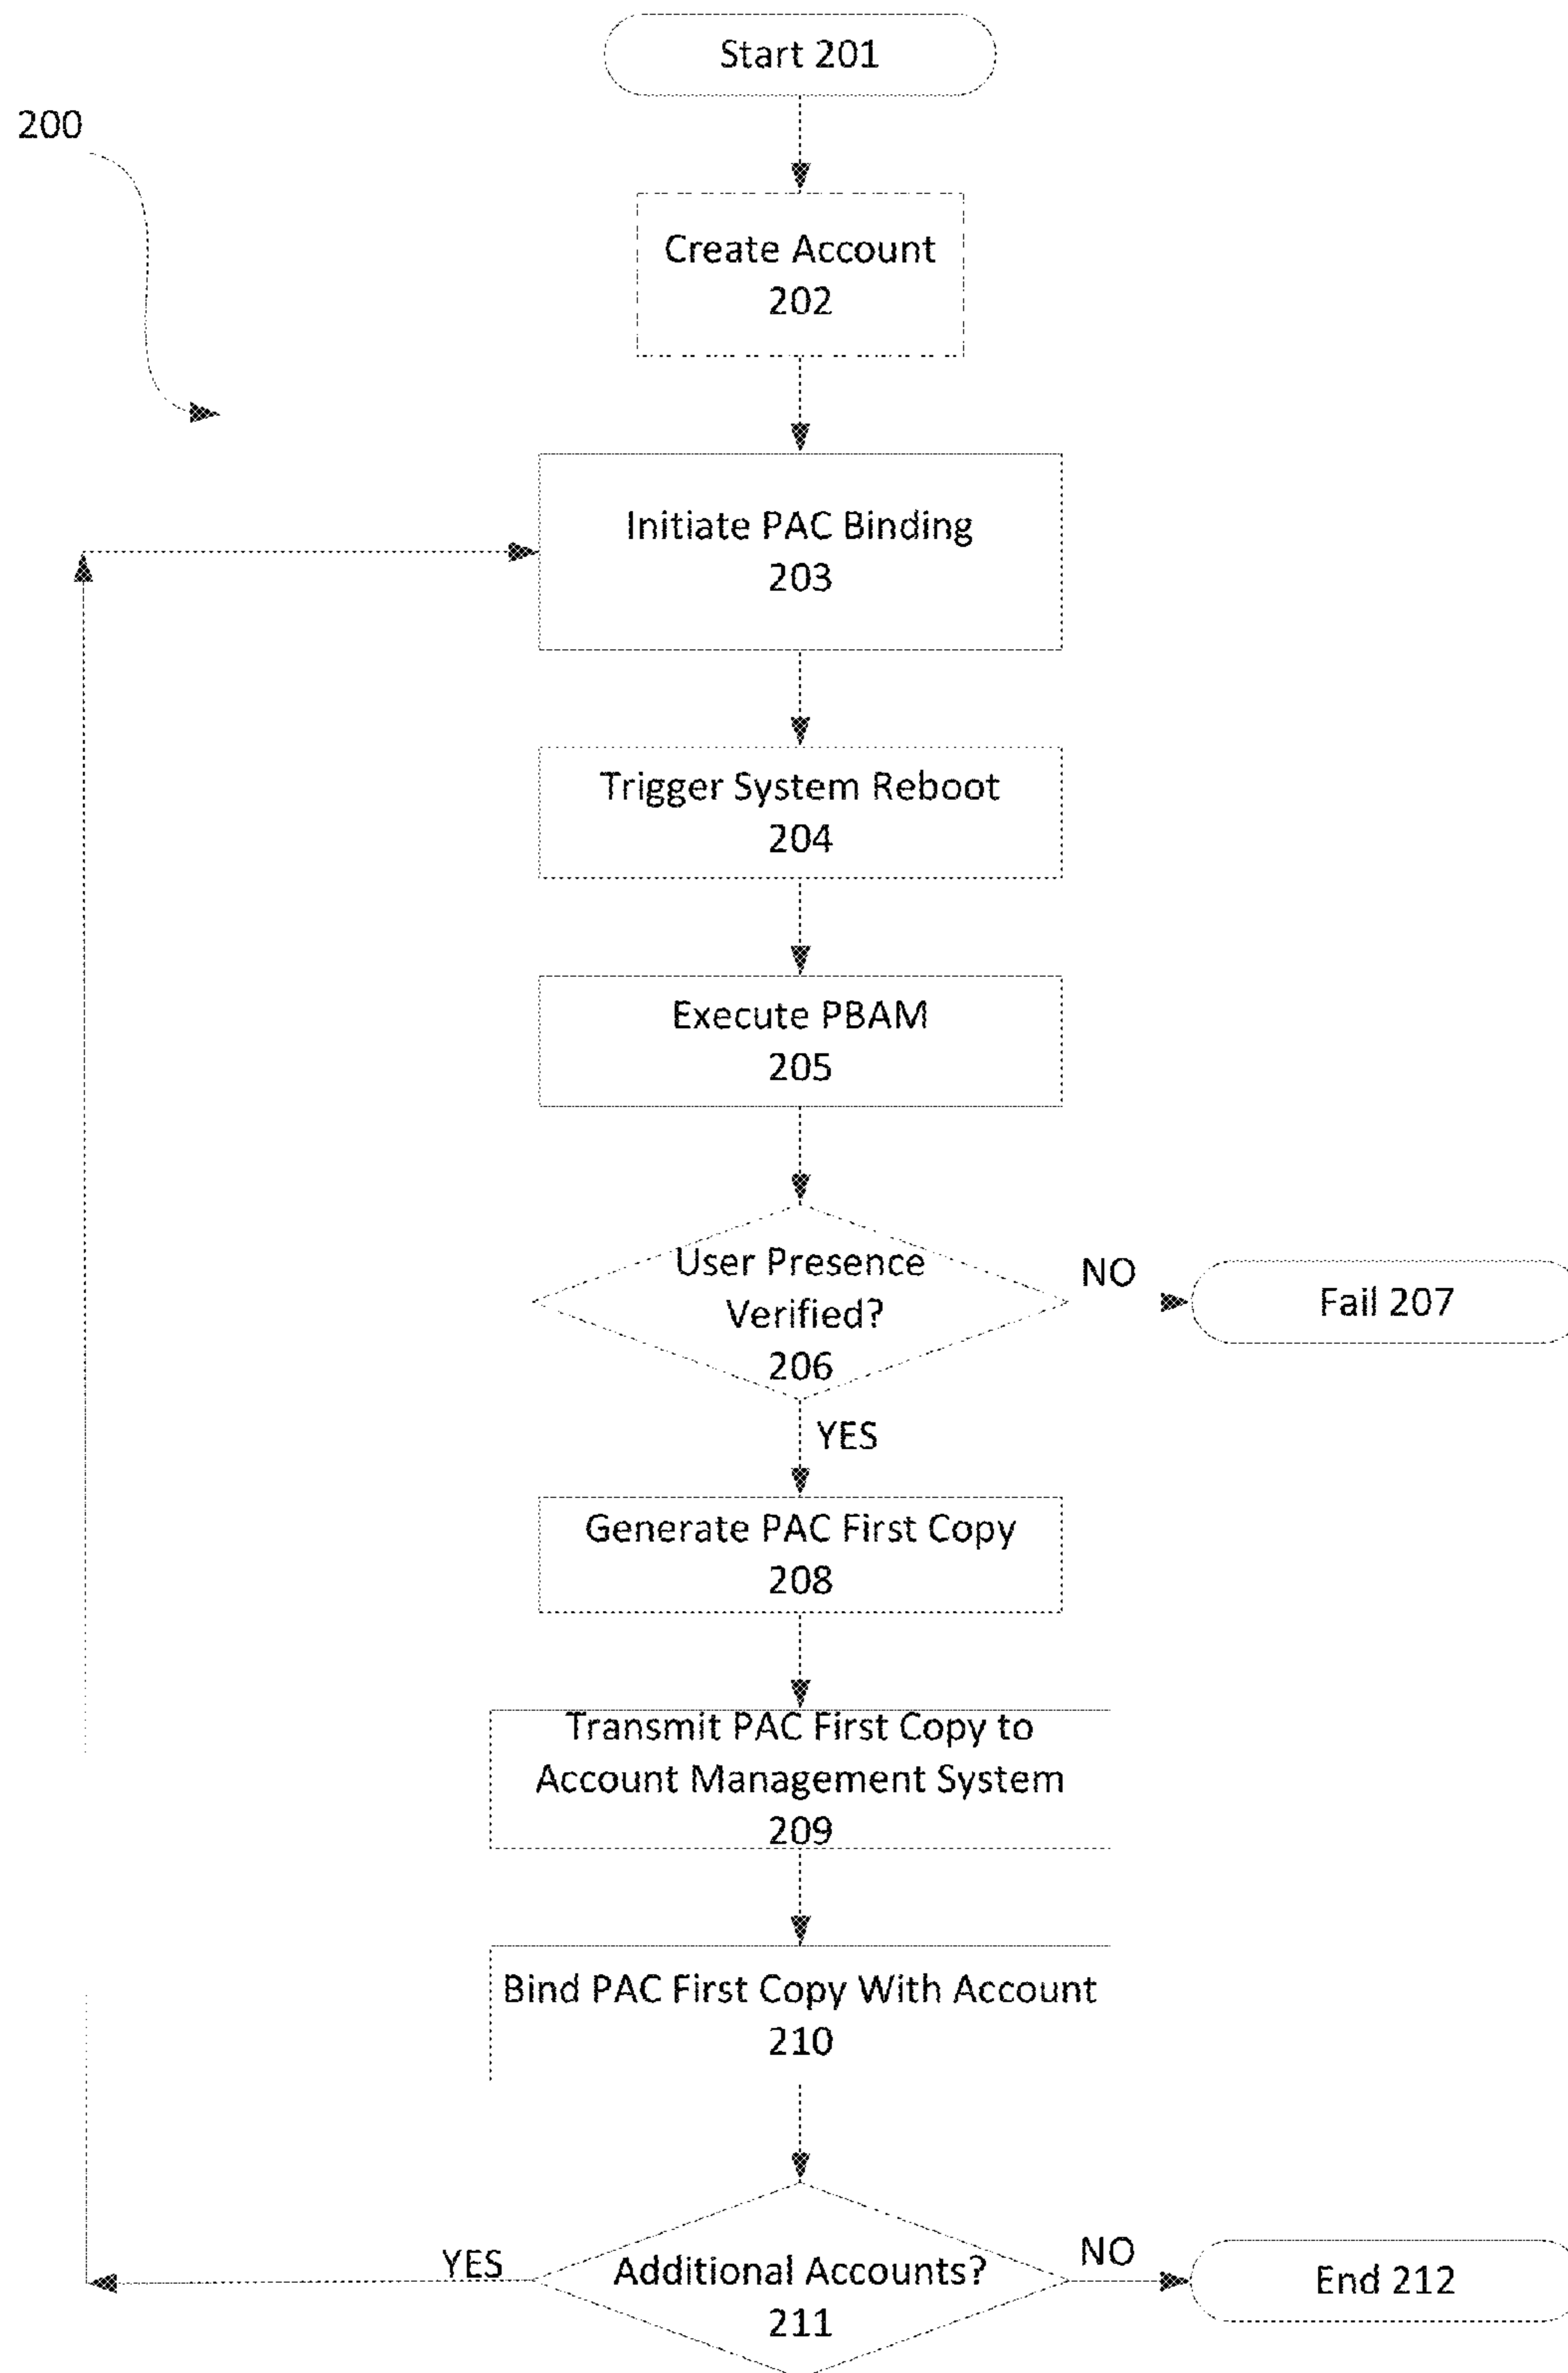 Start 201
200
Create Account
202
Initiate PAC Binding
203
Trigger System Reboot
204
Execute PBAM
205
User Presence
Verified?
206
NO
Fail 207
YES
Generate PAC First Copy
208
Transmit PAC First Copy to
Account Management System
209
Bind PAC First Copy With Account
210
YES
Additional Accounts?
211
NO
End 212